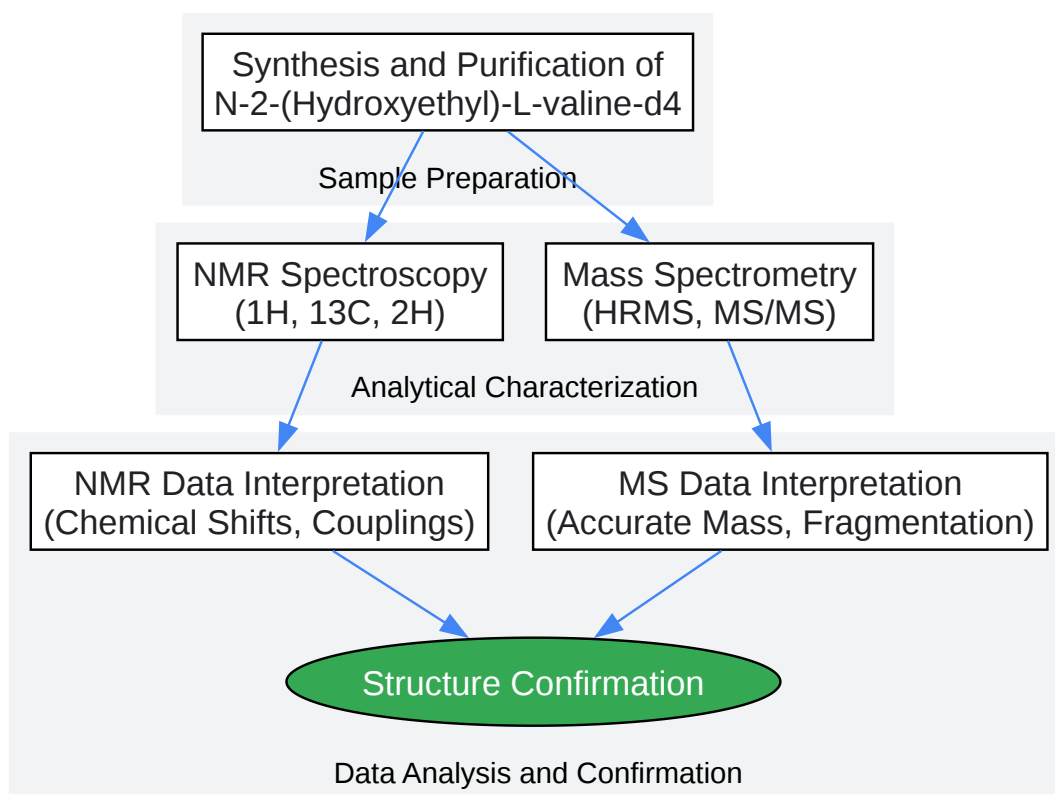 Synthesis and Purification of
N-2-(Hydroxyethyl)-L-valine-d4
Sample Preparation
NMR Spectroscopy
(1H, 13C, 2H)
Mass Spectrometry
(HRMS, MS/MS)
Analytical Characterization
NMR Data Interpretation
(Chemical Shifts, Couplings)
MS Data Interpretation
(Accurate Mass, Fragmentation)
Structure Confirmation
Data Analysis and Confirmation